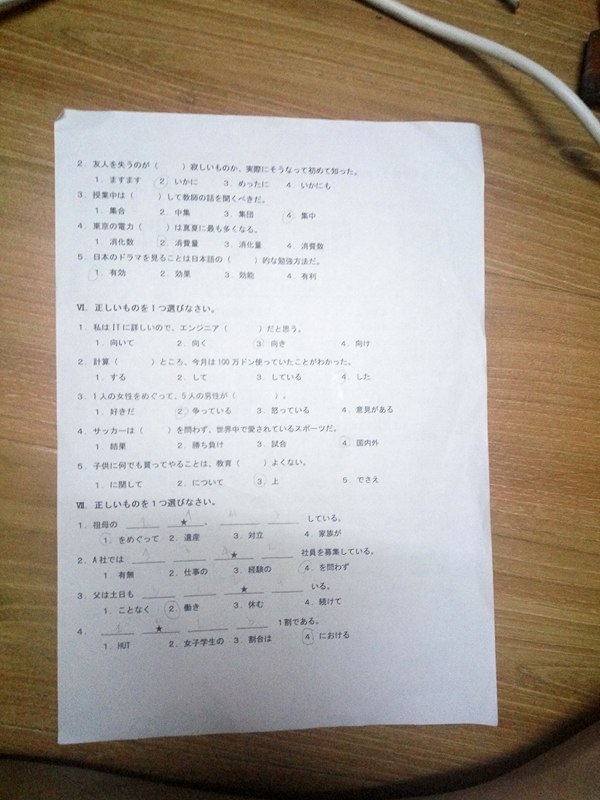 2. 友人を失うのが（　　　）寂しいものか、実際にそうなって初めて知った。
1. ますます　2. いかに　3. めったに　4. いかにも
3. 授業中は（　　　）して教師の話を聞くべきだ。
1. 集合　2. 中集　3. 集団　4. 集中
4. 東京の電力（　　　）は真夏に最も多くなる。
1. 消化数　2. 消費量　3. 消化量　4. 消費数
5. 日本のドラマを見ることは日本語の（　　　）的な勉強方法だ。
1. 有効　2. 効果　3. 効能　4. 有利
Ⅵ. 正しいものを１つ選びなさい。
1. 私はITに詳しいので、エンジニア（　　　）だと思う。
1. 向いて　2. 向く　3. 向き　4. 向け
2. 計算（　　　）ところ、今月は100万ドン使っていたことがわかった。
1. する　2. して　3. している　4. した
3. 1人の女性をめぐって、5人の男性が（　　　）。
1. 好きだ　2. 争っている　3. 怒っている　4. 意見がある
4. サッカーは（　　　）を問わず、世界中で愛されているスポーツだ。
1. 結果　2. 勝ち負け　3. 試合　4. 国内外
5. 子供に何でも買ってやることは、教育（　　　）よくない。
1. に関して　2. について　3. 上　5. でさえ
Ⅶ. 正しいものを１つ選びなさい。
1. 祖母の ____ __★__ ____ ____ している。
1. をめぐって　2. 遺産　3. 対立　4. 家族が
2. A社では ____ ____ __★__ ____ 社員を募集している。
1. 有無　2. 仕事の　3. 経験の　4. を問わず
3. 父は土日も ____ ____ __★__ ____ いる。
1. ことなく　2. 働き　3. 休む　4. 続けて
4. ____ __★__ ____ ____ 1割である。
1. HUT　2. 女子学生の　3. 割合は　4. における